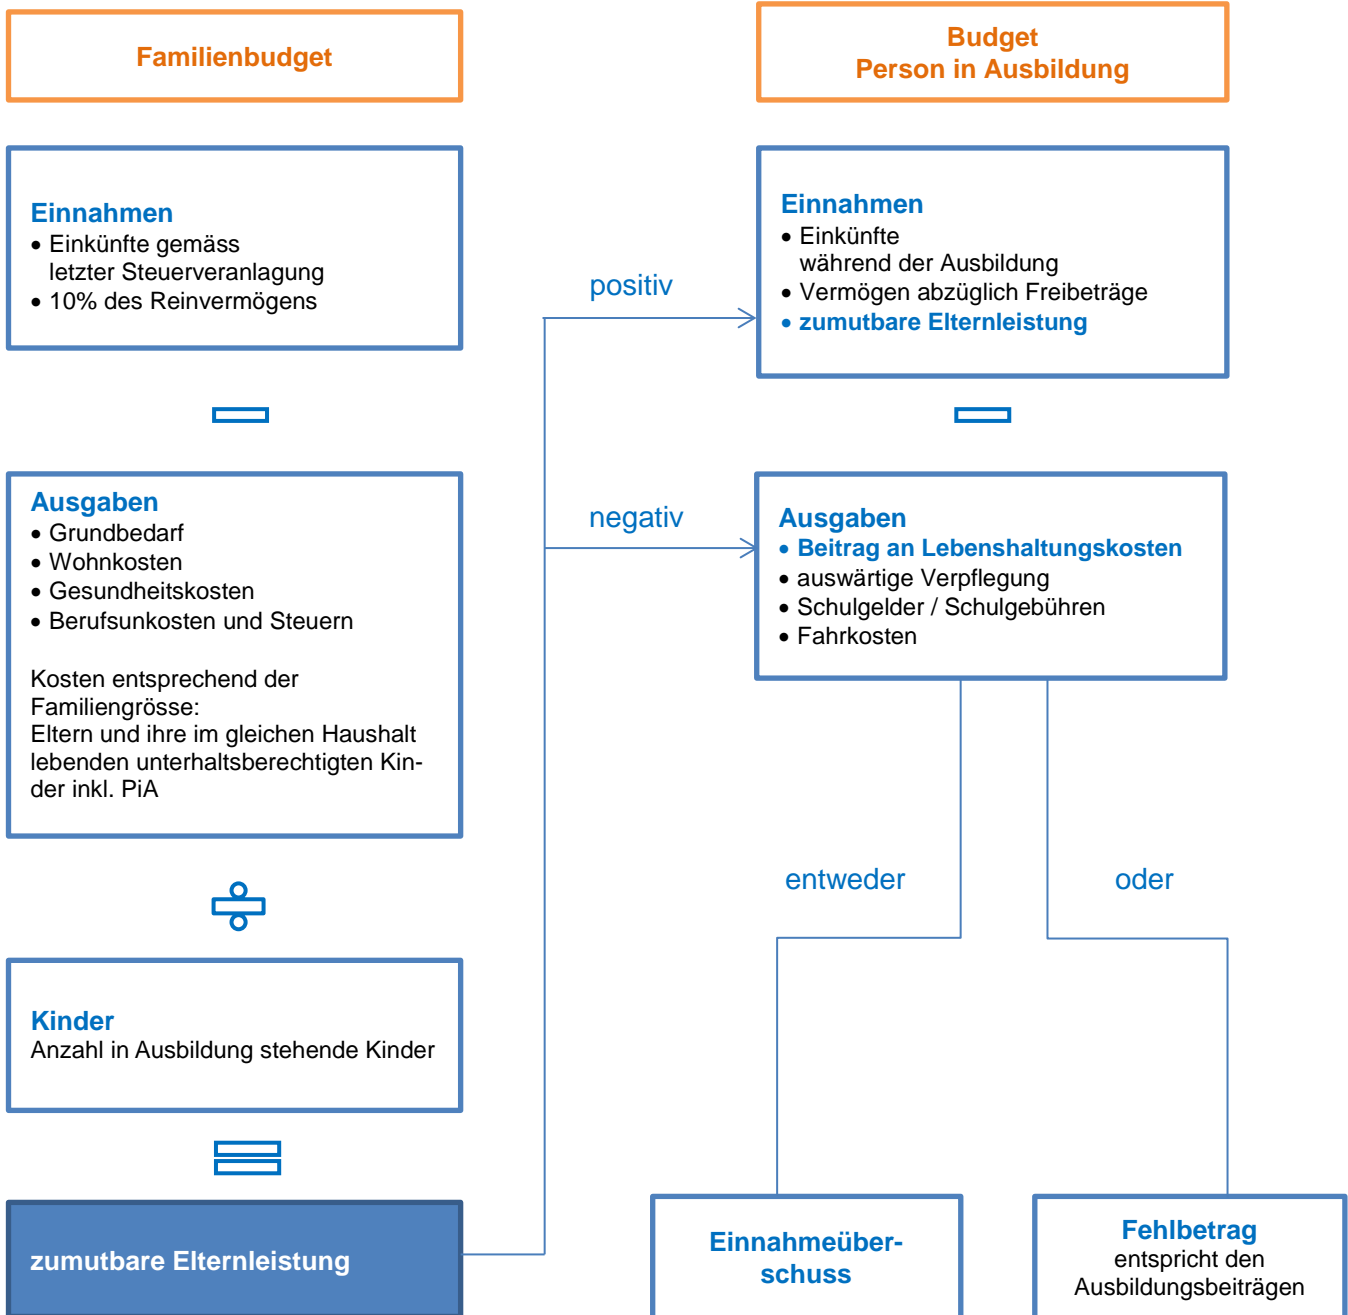 Familienbudget
Einnahmen
• Einkünfte gemäss
letzter Steuerveranlagung
• 10% des Reinvermögens
Ausgaben
• Grundbedarf
• Wohnkosten
• Gesundheitskosten
• Berufsunkosten und Steuern
Kosten entsprechend der
Familiengrösse:
Eltern und ihre im gleichen Haushalt
lebenden unterhaltsberechtigten Kin-
der inkl. PiA
Kinder
Anzahl in Ausbildung stehende Kinder
zumutbare Elternleistung
positiv
negativ
Budget
Person in Ausbildung
Einnahmen
• Einkünfte
während der Ausbildung
• Vermögen abzüglich Freibeträge
• zumutbare Elternleistung
Ausgaben
• Beitrag an Lebenshaltungskosten
• auswärtige Verpflegung
• Schulgelder / Schulgebühren
• Fahrkosten
entweder
oder
Einnahmeüber-
schuss
Fehlbetrag
entspricht den
Ausbildungsbeiträgen